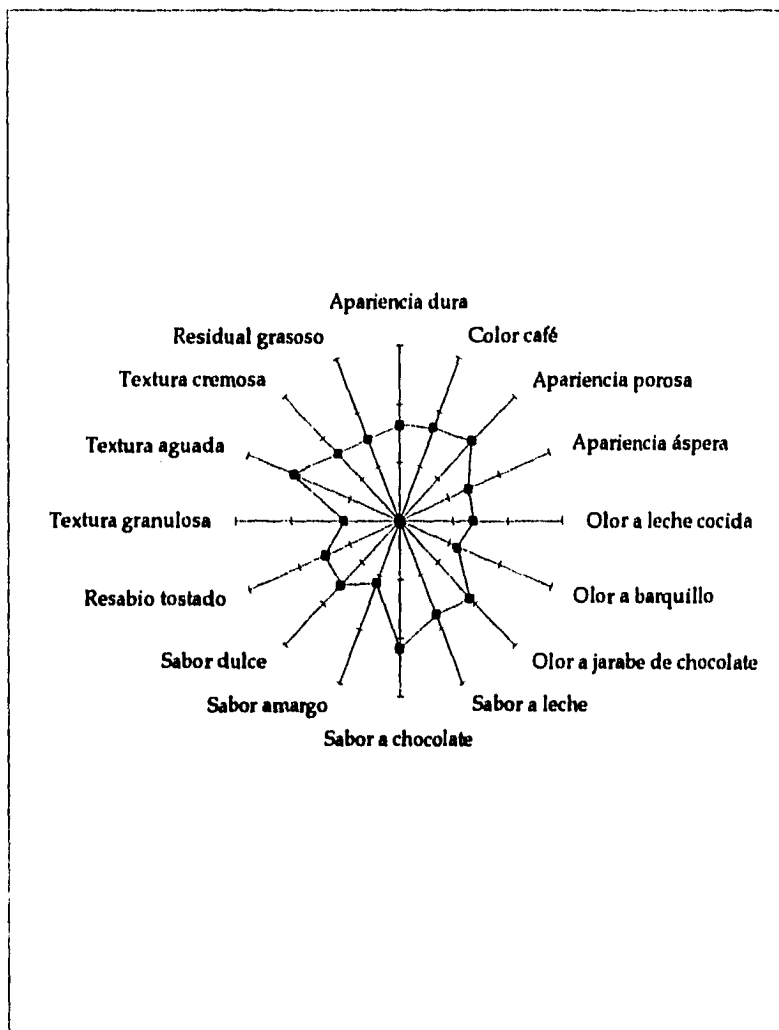 Apariencia dura
Residual grasoso
Color café
Textura cremosa
Apariencia porosa
Textura aguada
Apariencia áspera
Textura granulosa
Olor a leche cocida
Resabio tostado
Olor a barquillo
Sabor dulce
Olor a jarabe de chocolate
Sabor amargo
Sabor a leche
Sabor a chocolate